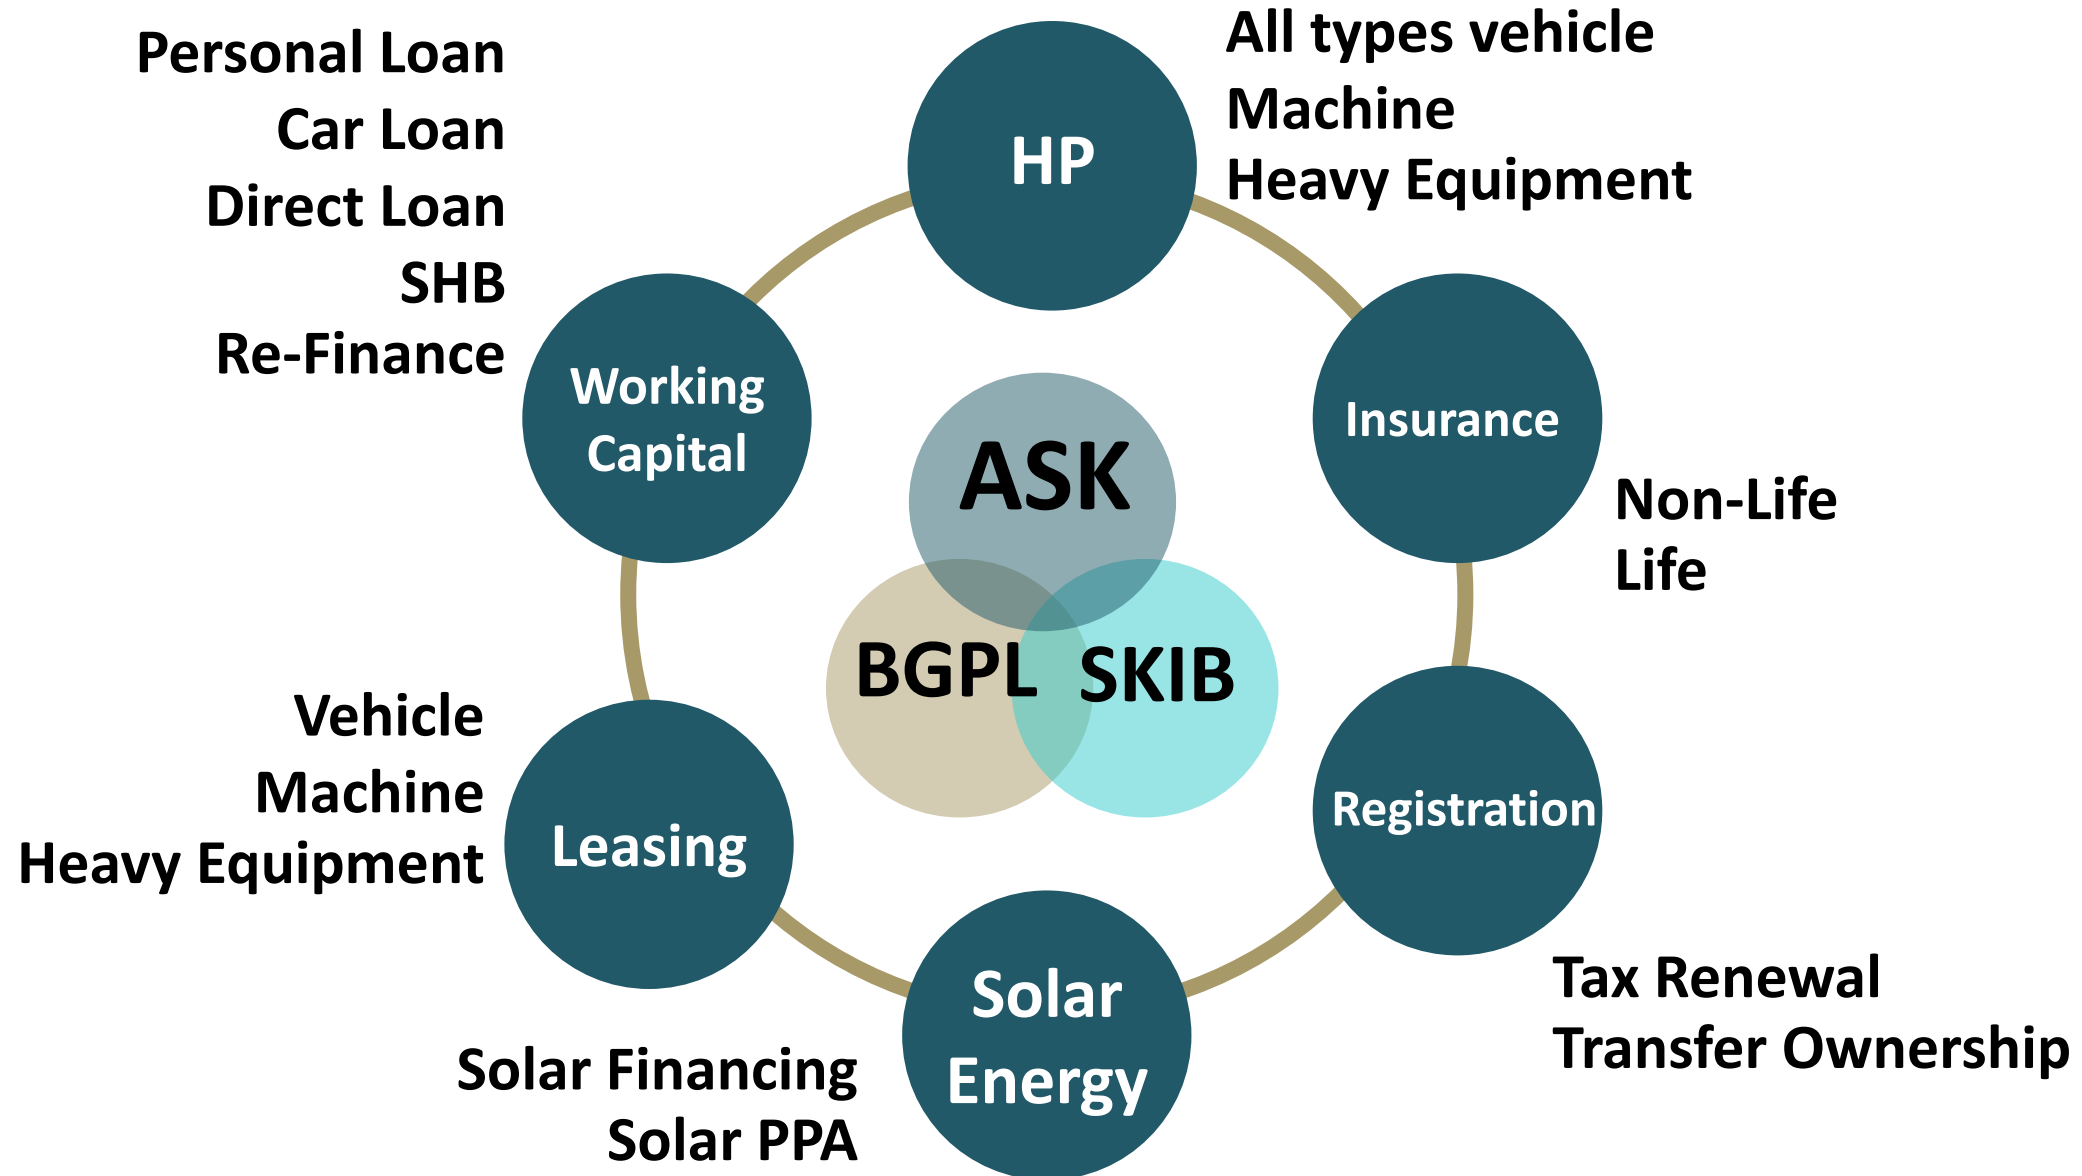 Personal Loan
Car Loan
Direct Loan
SHB
Re-Finance
HP
All types vehicle
Machine
Heavy Equipment
Working
Capital
Insurance
Non-Life
Life
ASK
BGPL
SKIB
Vehicle
Machine
Heavy Equipment
Leasing
Registration
Tax Renewal
Transfer Ownership
Solar
Energy
Solar Financing
Solar PPA